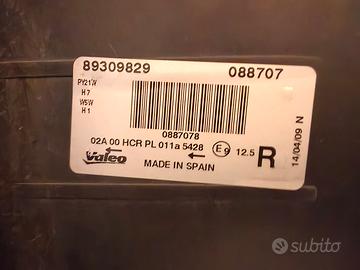 89309829 088707
PY21W
H7
W5W
H1
0887078
02A 00 HCR PL 011a 5428 E9 12.5 R
Valeo
MADE IN SPAIN
14/04/09 N
subito